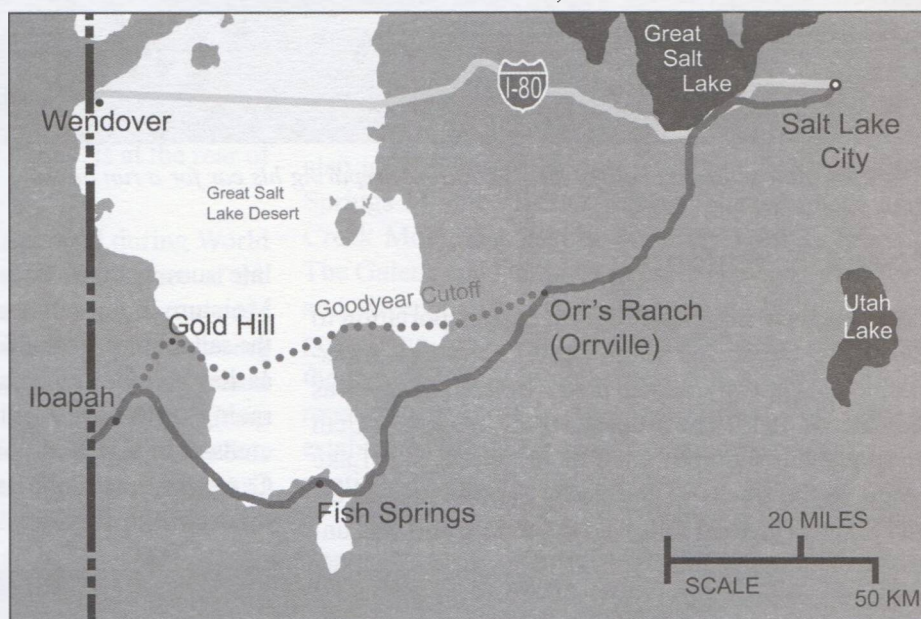 Great
Salt
Lake
I-80
Wendover
Salt Lake
City
Great Salt
Lake Desert
Goodyear Cutoff
Orr's Ranch
(Orrville)
Utah
Lake
Gold Hill
Ibapah
Fish Springs
20 MILES
SCALE
50 KM